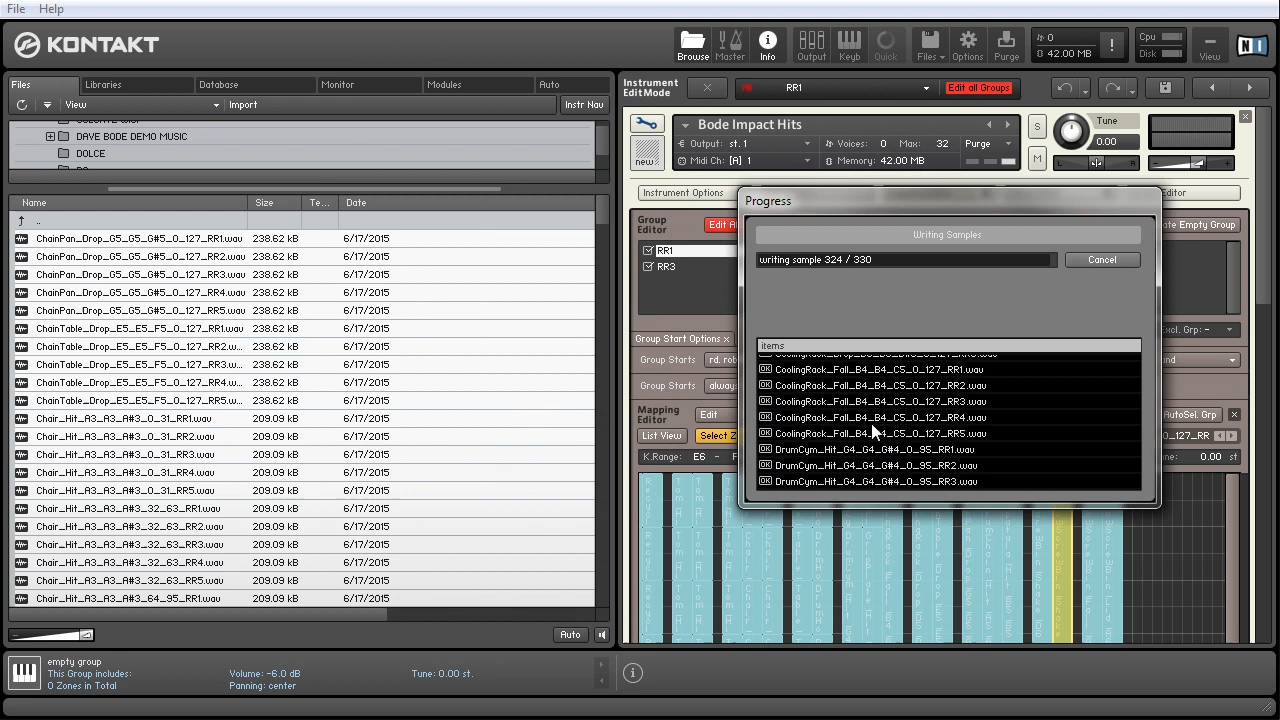 File Help
KONTAKT
Browse Master Info Output Keyb Quick Files Options Purge
0
42.00 MB
!
Cpu
Disk
View
NI
Files Libraries Database Monitor Modules Auto
View Import Instr Nav
DAVE BODE DEMO MUSIC
DOLCE
Name Size Te... Date
..
ChainPan_Drop_G5_G5_G#5_0_127_RR1.wav 238.62 kB 6/17/2015
ChainPan_Drop_G5_G5_G#5_0_127_RR2.wav 238.62 kB 6/17/2015
ChainPan_Drop_G5_G5_G#5_0_127_RR3.wav 238.62 kB 6/17/2015
ChainPan_Drop_G5_G5_G#5_0_127_RR4.wav 238.62 kB 6/17/2015
ChainPan_Drop_G5_G5_G#5_0_127_RR5.wav 238.62 kB 6/17/2015
ChainTable_Drop_E5_E5_F5_0_127_RR1.wav 238.62 kB 6/17/2015
ChainTable_Drop_E5_E5_F5_0_127_RR2.w... 238.62 kB 6/17/2015
ChainTable_Drop_E5_E5_F5_0_127_RR3.w... 238.62 kB 6/17/2015
ChainTable_Drop_E5_E5_F5_0_127_RR4.w... 238.62 kB 6/17/2015
ChainTable_Drop_E5_E5_F5_0_127_RR5.w... 238.62 kB 6/17/2015
Chair_Hit_A3_A3_A#3_0_31_RR1.wav 209.09 kB 6/17/2015
Chair_Hit_A3_A3_A#3_0_31_RR2.wav 209.09 kB 6/17/2015
Chair_Hit_A3_A3_A#3_0_31_RR3.wav 209.09 kB 6/17/2015
Chair_Hit_A3_A3_A#3_0_31_RR4.wav 209.09 kB 6/17/2015
Chair_Hit_A3_A3_A#3_0_31_RR5.wav 209.09 kB 6/17/2015
Chair_Hit_A3_A3_A#3_32_63_RR1.wav 209.09 kB 6/17/2015
Chair_Hit_A3_A3_A#3_32_63_RR2.wav 209.09 kB 6/17/2015
Chair_Hit_A3_A3_A#3_32_63_RR3.wav 209.09 kB 6/17/2015
Chair_Hit_A3_A3_A#3_32_63_RR4.wav 209.09 kB 6/17/2015
Chair_Hit_A3_A3_A#3_32_63_RR5.wav 209.09 kB 6/17/2015
Chair_Hit_A3_A3_A#3_64_95_RR1.wav 209.09 kB 6/17/2015
Auto
empty group
This Group includes: Volume: -6.0 dB Tune: 0.00 st.
0 Zones in Total Panning: center
Instrument
EditMode
RR1
Edit all Groups
Bode Impact Hits
Output: st.1 Voices: 0 Max: 32 Purge
Midi Ch: [A] 1 Memory: 42.00 MB
new
S
M
Tune
0.00
L R
Instrument Options
Group
Editor
RR1
RR3
Group Start Options
Group Starts
Group Starts
Mapping
Editor
Edit
List View
K.Range: E6 - 0.00 st
AutoSel. Grp
Excl. Grp: -
Progress
Writing Samples
writing sample 324 / 330 Cancel
items
CoolingRack_Fall_B4_B4_C5_0_127_RR1.wav
CoolingRack_Fall_B4_B4_C5_0_127_RR2.wav
CoolingRack_Fall_B4_B4_C5_0_127_RR3.wav
CoolingRack_Fall_B4_B4_C5_0_127_RR4.wav
CoolingRack_Fall_B4_B4_C5_0_127_RR5.wav
DrumCym_Hit_G4_G4_G#4_0_95_RR1.wav
DrumCym_Hit_G4_G4_G#4_0_95_RR2.wav
DrumCym_Hit_G4_G4_G#4_0_95_RR3.wav